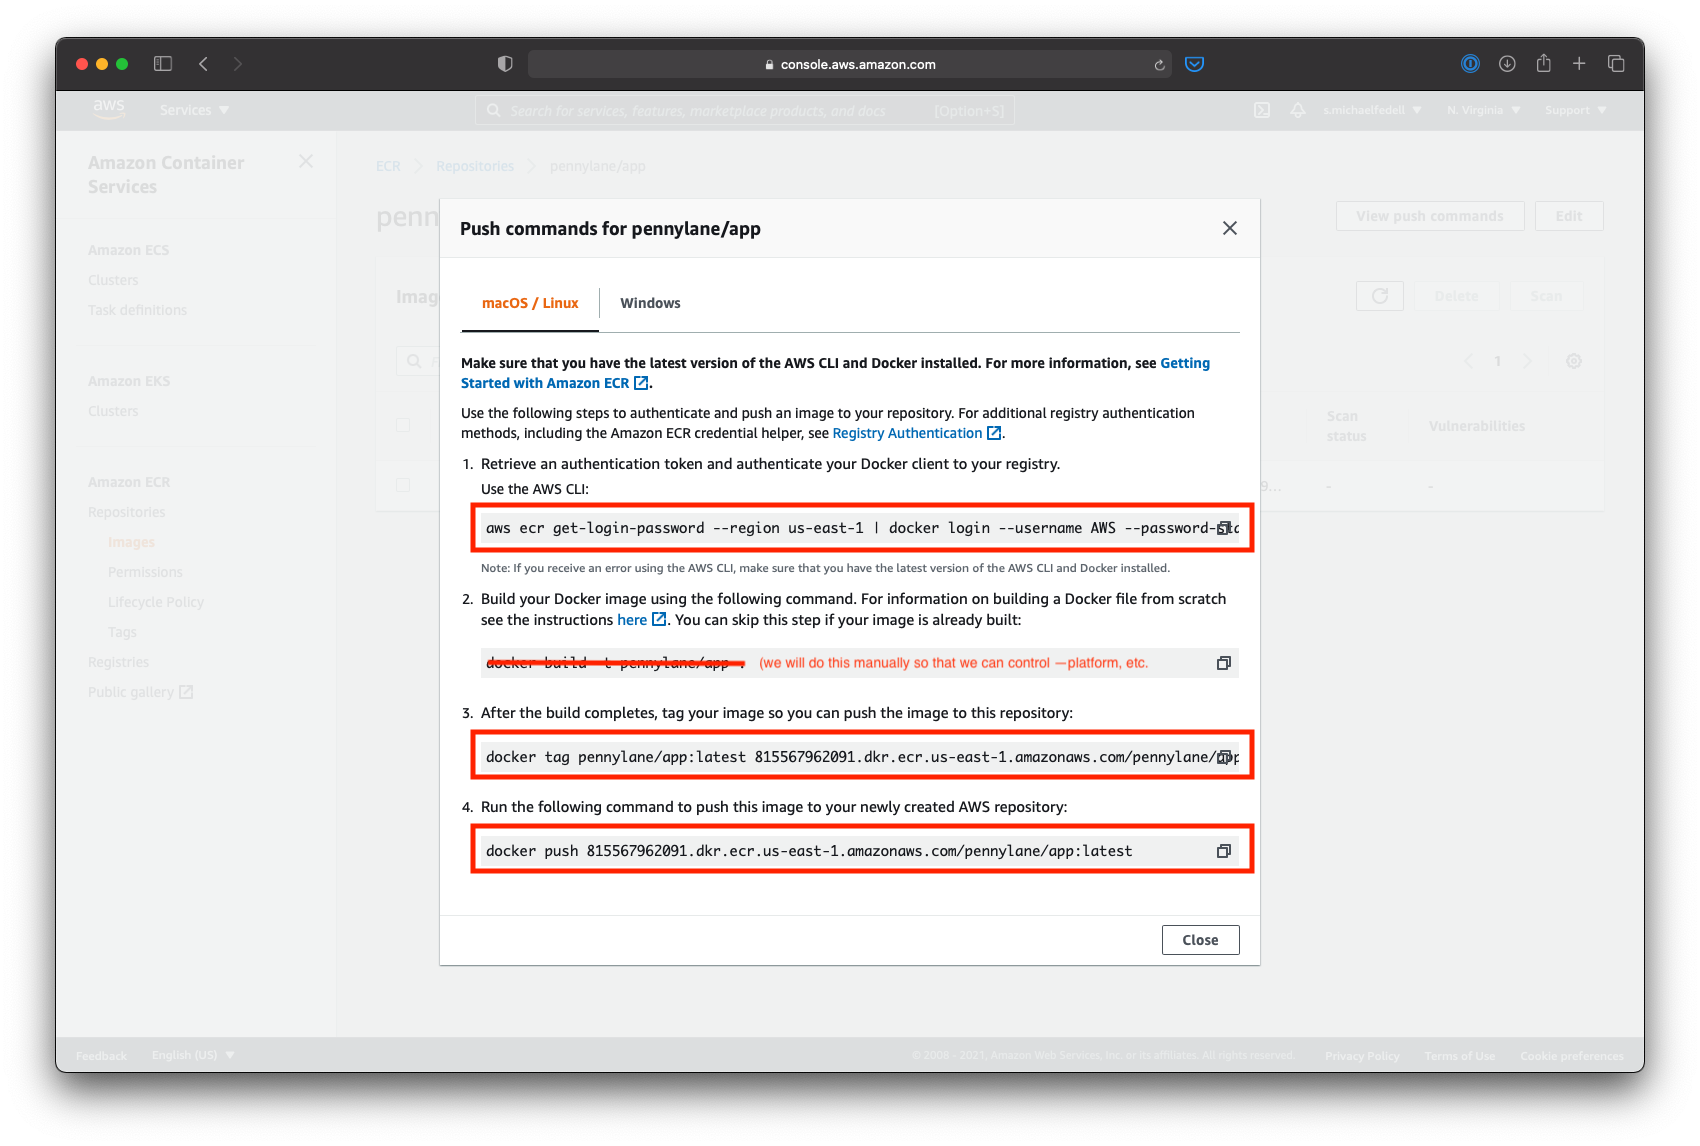 console.aws.amazon.com
aws
Services
Search for services, features, marketplace products, and docs
[Option+S]
s.michaelfedell
N. Virginia
Support
Amazon Container
Services
Amazon ECS
Clusters
Task definitions
Amazon EKS
Clusters
Amazon ECR
Repositories
Images
Permissions
Lifecycle Policy
Tags
Registries
Public gallery
ECR
Repositories
pennylane/app
penn
View push commands
Edit
Imag
Delete
Scan
1
Scan
status
Vulnerabilities
9...
-
-
Push commands for pennylane/app
macOS / Linux
Windows
Make sure that you have the latest version of the AWS CLI and Docker installed. For more information, see Getting
Started with Amazon ECR.
Use the following steps to authenticate and push an image to your repository. For additional registry authentication
methods, including the Amazon ECR credential helper, see Registry Authentication.
1. Retrieve an authentication token and authenticate your Docker client to your registry.
Use the AWS CLI:
aws ecr get-login-password --region us-east-1 | docker login --username AWS --password-
Note: If you receive an error using the AWS CLI, make sure that you have the latest version of the AWS CLI and Docker installed.
2. Build your Docker image using the following command. For information on building a Docker file from scratch
see the instructions here. You can skip this step if your image is already built:
docker build -t pennylane/app . (we will do this manually so that we can control —platform, etc.
3. After the build completes, tag your image so you can push the image to this repository:
docker tag pennylane/app:latest 815567962091.dkr.ecr.us-east-1.amazonaws.com/pennylane/app
4. Run the following command to push this image to your newly created AWS repository:
docker push 815567962091.dkr.ecr.us-east-1.amazonaws.com/pennylane/app:latest
Close
Feedback
English (US)
© 2008 - 2021, Amazon Web Services, Inc. or its affiliates. All rights reserved.
Privacy Policy
Terms of Use
Cookie preferences